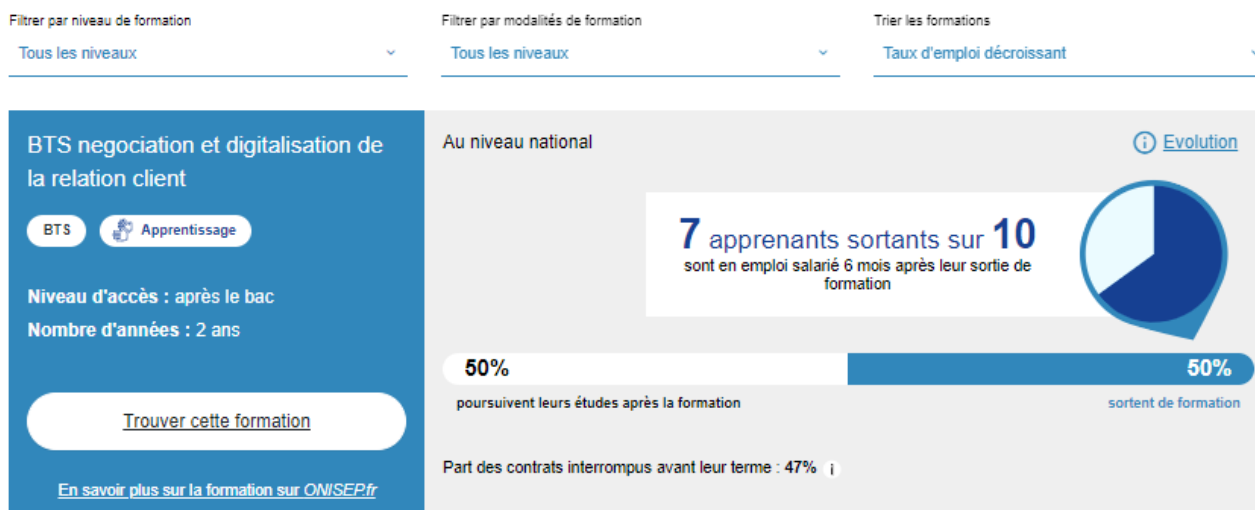 Filtrer par niveau de formation
Tous les niveaux
Filtrer par modalités de formation
Tous les niveaux
Trier les formations
Taux d'emploi décroissant
BTS negociation et digitalisation de
la relation client
BTS
Apprentissage
Niveau d'accès : après le bac
Nombre d'années : 2 ans
Trouver cette formation
En savoir plus sur la formation sur ONISEP.fr
Au niveau national
i Evolution
7 apprenants sortants sur 10
sont en emploi salarié 6 mois après leur sortie de
formation
50%
50%
poursuivent leurs études après la formation
sortent de formation
Part des contrats interrompus avant leur terme : 47% i